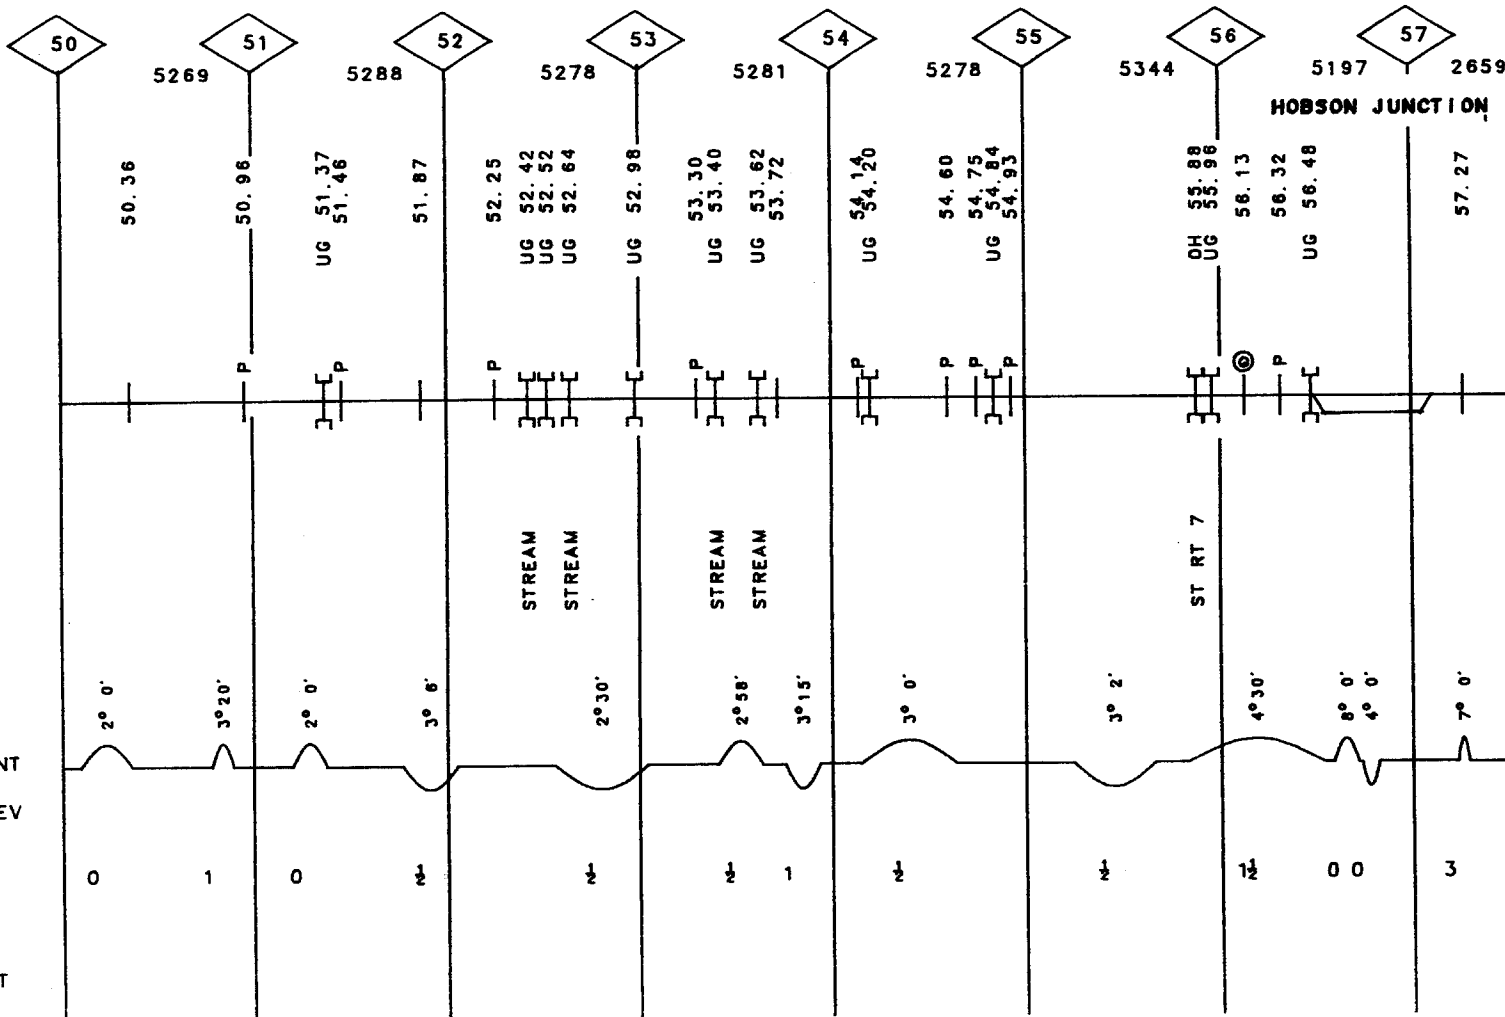 50 51 52 53 54 55 56 57
5269 5288 5278 5281 5278 5344 5197 2659
HOBSON JUNCTION
50.36
50.96
UG 51.37
51.46
51.87
52.25
UG 52.42
UG 52.52
UG 52.64
UG 52.98
53.30
UG 53.40
UG 53.62
53.72
54.14
UG 54.20
54.60
54.75
UG 54.84
54.93
OH 55.88
UG 55.96
56.13
56.32
UG 56.48
57.27
P P P P P P P P P
STREAM
STREAM
STREAM
STREAM
ST RT 7
2° 0'
3°20'
2° 0'
3° 6'
2°30'
2°58'
3°15'
3° 0'
3° 2'
4°30'
8° 0'
4° 0'
7° 0'
NT
EV
0 1 0 ½ ½ ½ 1 ½ ½ 1½ 0 0 3
T